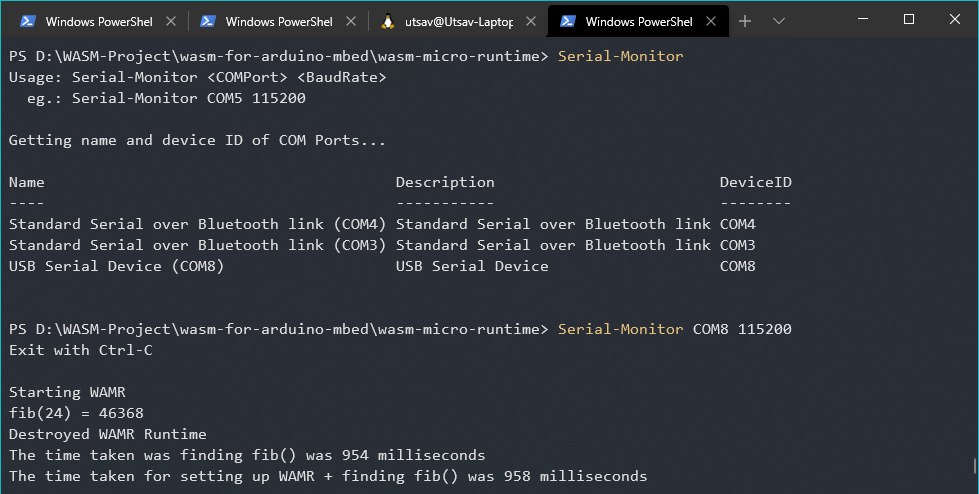 Windows PowerShell
Windows PowerShell
utsav@Utsav-Laptop
Windows PowerShell
PS D:\WASM-Project\wasm-for-arduino-mbed\wasm-micro-runtime> Serial-Monitor
Usage: Serial-Monitor <COMPort> <BaudRate>
  eg.: Serial-Monitor COM5 115200
Getting name and device ID of COM Ports...
Name Description DeviceID
---- ----------- --------
Standard Serial over Bluetooth link (COM4) Standard Serial over Bluetooth link COM4
Standard Serial over Bluetooth link (COM3) Standard Serial over Bluetooth link COM3
USB Serial Device (COM8) USB Serial Device COM8
PS D:\WASM-Project\wasm-for-arduino-mbed\wasm-micro-runtime> Serial-Monitor COM8 115200
Exit with Ctrl-C
Starting WAMR
fib(24) = 46368
Destroyed WAMR Runtime
The time taken was finding fib() was 954 milliseconds
The time taken for setting up WAMR + finding fib() was 958 milliseconds